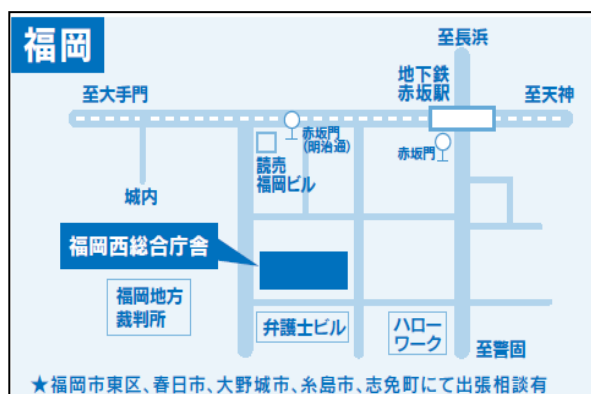 福岡
至長浜
地下鉄
赤坂駅
至大手門
至天神
赤坂門
(明治通)
赤坂門
読売
福岡ビル
城内
福岡西総合庁舎
福岡地方
裁判所
弁護士ビル
ハロー
ワーク
至警固
★福岡市東区、春日市、大野城市、糸島市、志免町にて出張相談有